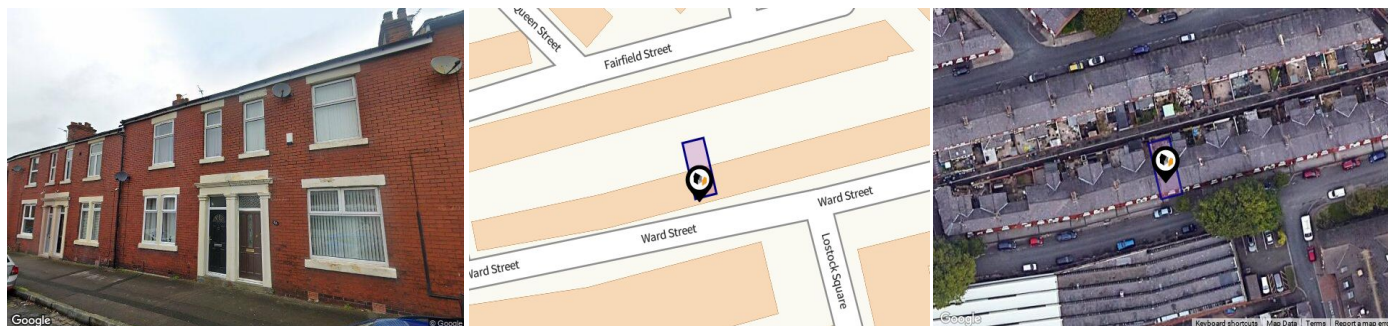 Google
© Google
Queen Street
Fairfield Street
Ward Street
Ward Street
Ward Street
Lostock Square
Google
Keyboard shortcuts Map Data Terms Report a map err